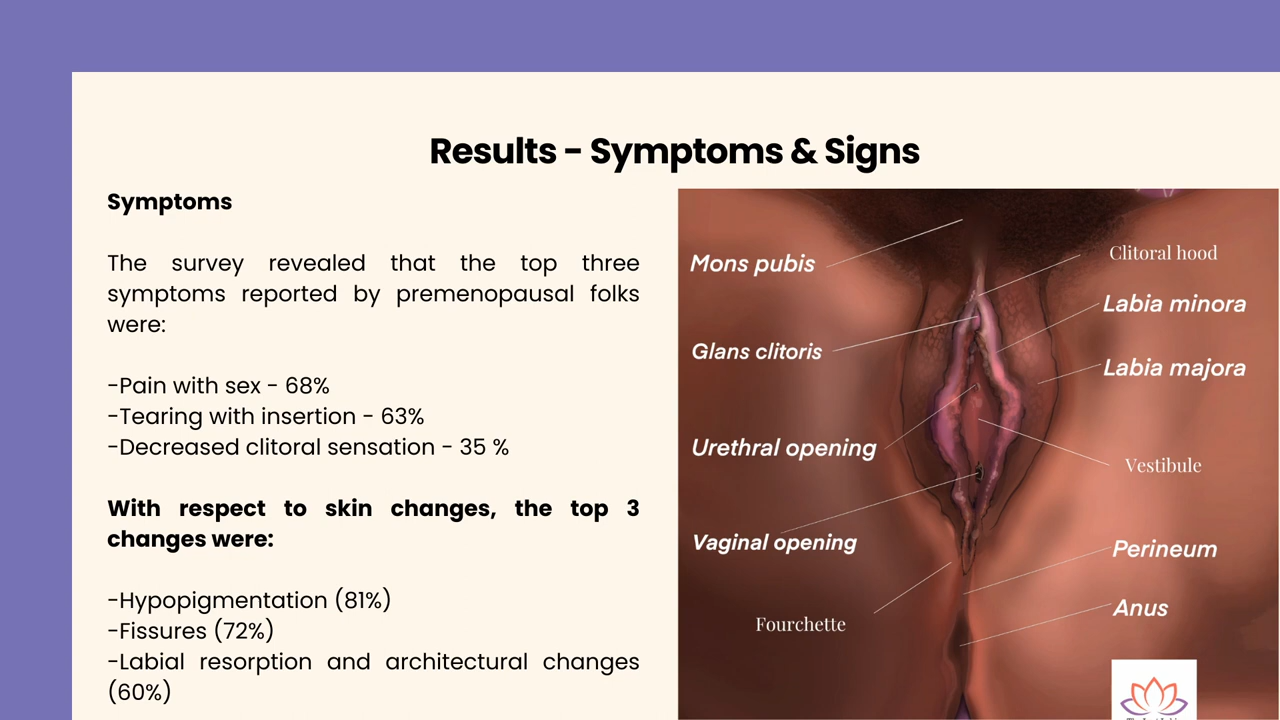 Results - Symptoms & Signs
Symptoms
The survey revealed that the top three
symptoms reported by premenopausal folks
were:
-Pain with sex - 68%
-Tearing with insertion - 63%
-Decreased clitoral sensation - 35 %
With respect to skin changes, the top 3
changes were:
-Hypopigmentation (81%)
-Fissures (72%)
-Labial resorption and architectural changes
(60%)
Mons pubis
Clitoral hood
Labia minora
Glans clitoris
Labia majora
Urethral opening
Vestibule
Vaginal opening
Perineum
Anus
Fourchette